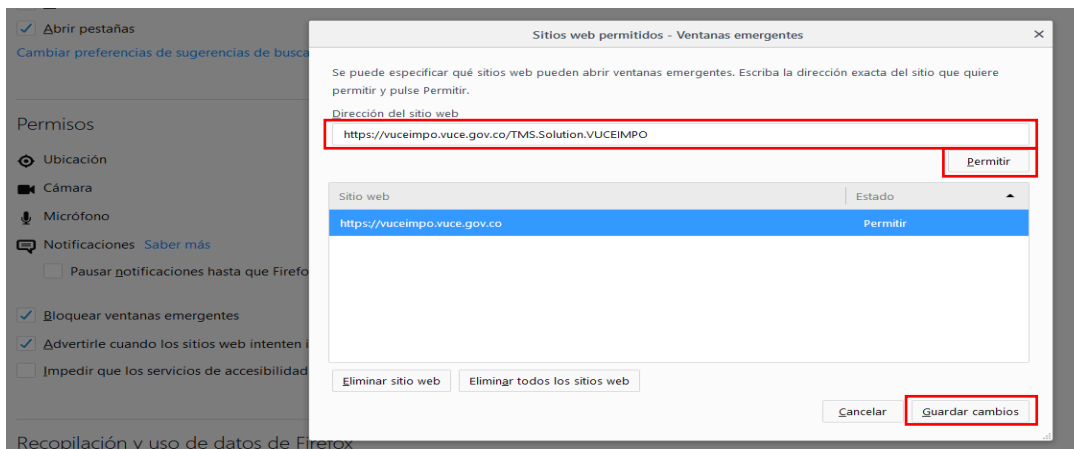 Abrir pestañas
Cambiar preferencias de sugerencias de busca
Permisos
Ubicación
Cámara
Micrófono
Notificaciones Saber más
Pausar notificaciones hasta que Firefo
Bloquear ventanas emergentes
Advertirle cuando los sitios web intenten i
Impedir que los servicios de accesibilidad
Recopilación y uso de datos de Firefox
Sitios web permitidos - Ventanas emergentes
Se puede especificar qué sitios web pueden abrir ventanas emergentes. Escriba la dirección exacta del sitio que quiere
permitir y pulse Permitir.
Dirección del sitio web
https://vuceimpo.vuce.gov.co/TMS.Solution.VUCEIMPO
Permitir
Sitio web Estado
https://vuceimpo.vuce.gov.co Permitir
Eliminar sitio web Eliminar todos los sitios web
Cancelar Guardar cambios